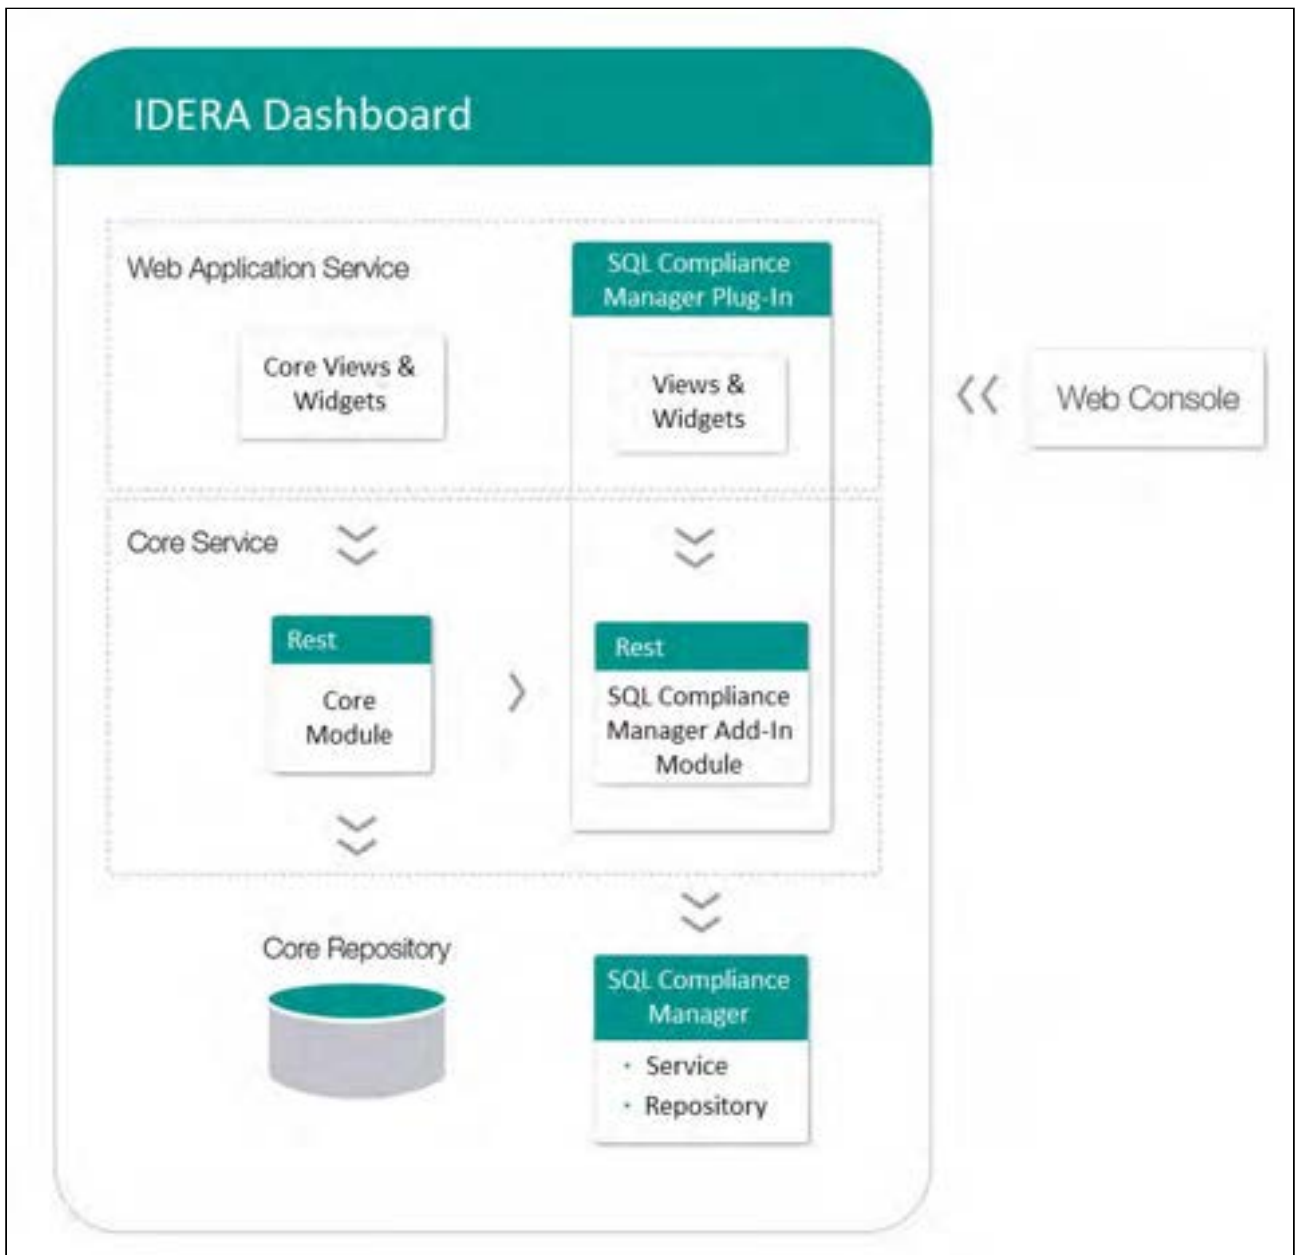 IDERA Dashboard
Web Application Service
SQL Compliance
Manager Plug-In
Core Views &
Widgets
Views &
Widgets
Web Console
Core Service
Rest
Core
Module
Rest
SQL Compliance
Manager Add-In
Module
Core Repository
SQL Compliance
Manager
· Service
· Repository